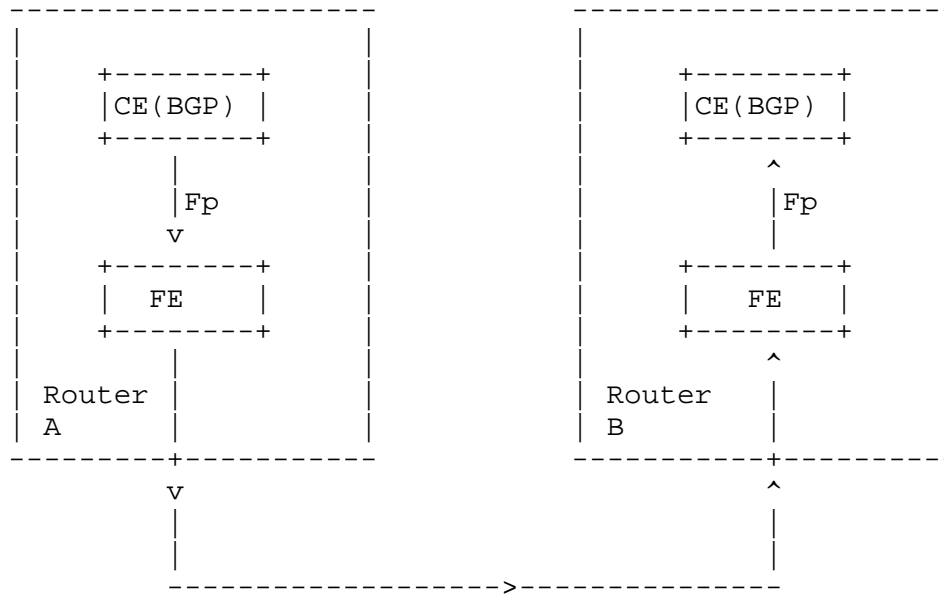 CE(BGP) CE(BGP)
Fp Fp
v
FE FE
Router Router
A B
v